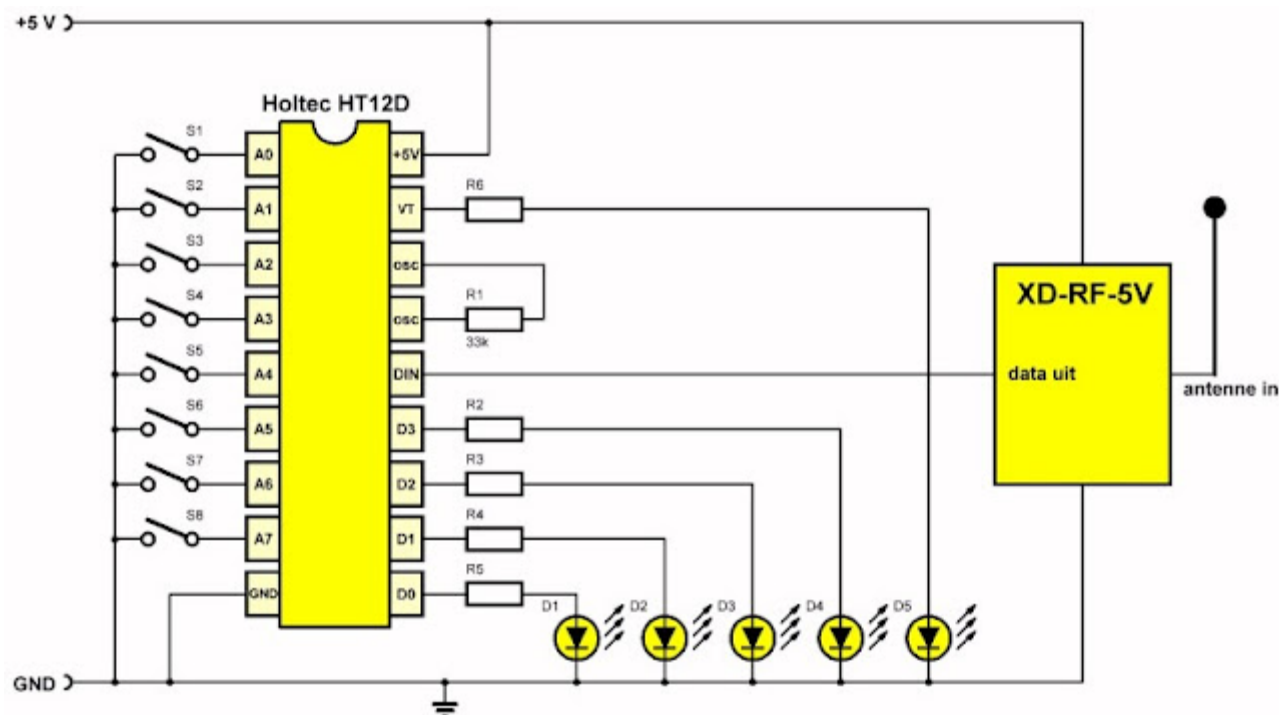 +5 V
Holtec HT12D
S1
A0
+5V
S2
A1
VT
R6
S3
A2
osc
S4
A3
osc
R1
33k
XD-RF-5V
S5
A4
DIN
data uit
antenne in
S6
A5
D3
R2
S7
A6
D2
R3
S8
A7
D1
R4
GND
D0
R5
D1
D2
D3
D4
D5
GND